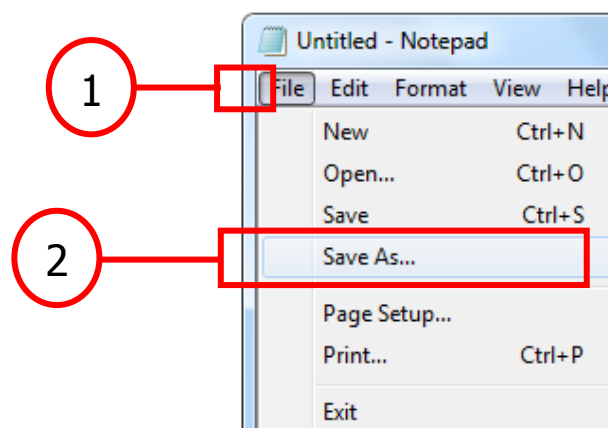 Untitled - Notepad
1
File Edit Format View Help
New Ctrl+N
Open... Ctrl+O
Save Ctrl+S
2
Save As...
Page Setup...
Print... Ctrl+P
Exit